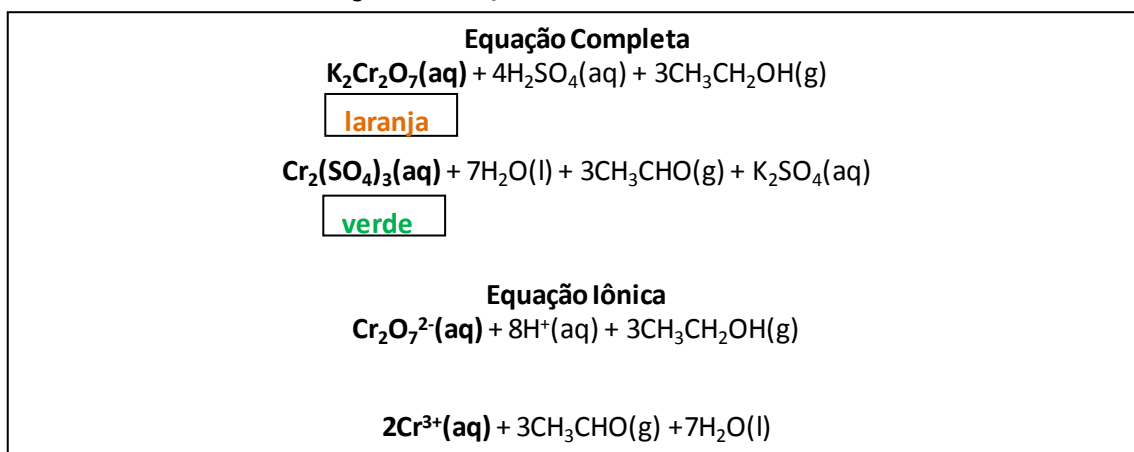 Equação Completa
K₂Cr₂O₇(aq) + 4H₂SO₄(aq) + 3CH₃CH₂OH(g)
laranja
Cr₂(SO₄)₃(aq) + 7H₂O(l) + 3CH₃CHO(g) + K₂SO₄(aq)
verde
Equação Iônica
Cr₂O₇²⁻(aq) + 8H⁺(aq) + 3CH₃CH₂OH(g)
2Cr³⁺(aq) + 3CH₃CHO(g) +7H₂O(l)